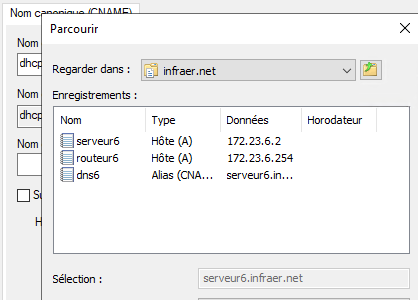 Nom canonique (CNAME)
Parcourir
Nom
dhcp
Regarder dans : infraer.net
Enregistrements :
Nom Type Données Horodateur
serveur6 Hôte (A) 172.23.6.2
routeur6 Hôte (A) 172.23.6.254
dns6 Alias (CNA... serveur6.in...
Nom
dhcp
Nom
Su
H
Sélection : serveur6.infraer.net